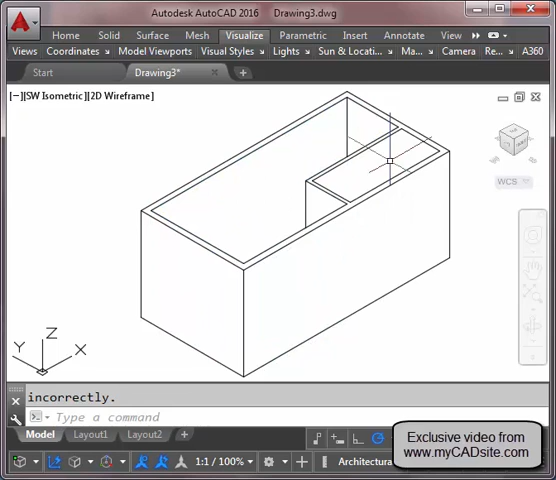 Autodesk AutoCAD 2016 Drawing3.dwg
Home Solid Surface Mesh Visualize Parametric Insert Annotate View
Views Coordinates Model Viewports Visual Styles Lights Sun & Locati... Ma... Camera Re... A360
Start Drawing3*
[−][SW Isometric][2D Wireframe]
WCS
Z
Y X
incorrectly.
Type a command
Model Layout1 Layout2
1:1 / 100% Architectura
Exclusive video from
www.myCADsite.com